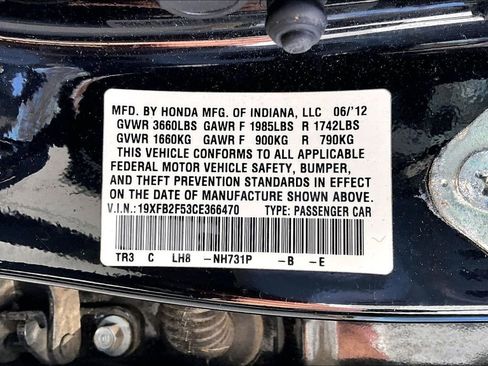 MFD. BY HONDA MFG. OF INDIANA, LLC 06/'12
GVWR 3660LBS GAWR F 1985LBS R 1742LBS
GVWR 1660KG GAWR F 900KG R 790KG
THIS VEHICLE CONFORMS TO ALL APPLICABLE
FEDERAL MOTOR VEHICLE SAFETY, BUMPER,
AND THEFT PREVENTION STANDARDS IN EFFECT
ON THE DATE OF MANUFACTURE SHOWN ABOVE.
V.I.N.:19XFB2F53CE366470 TYPE: PASSENGER CAR
TR3 C LH8 -NH731P -B -E